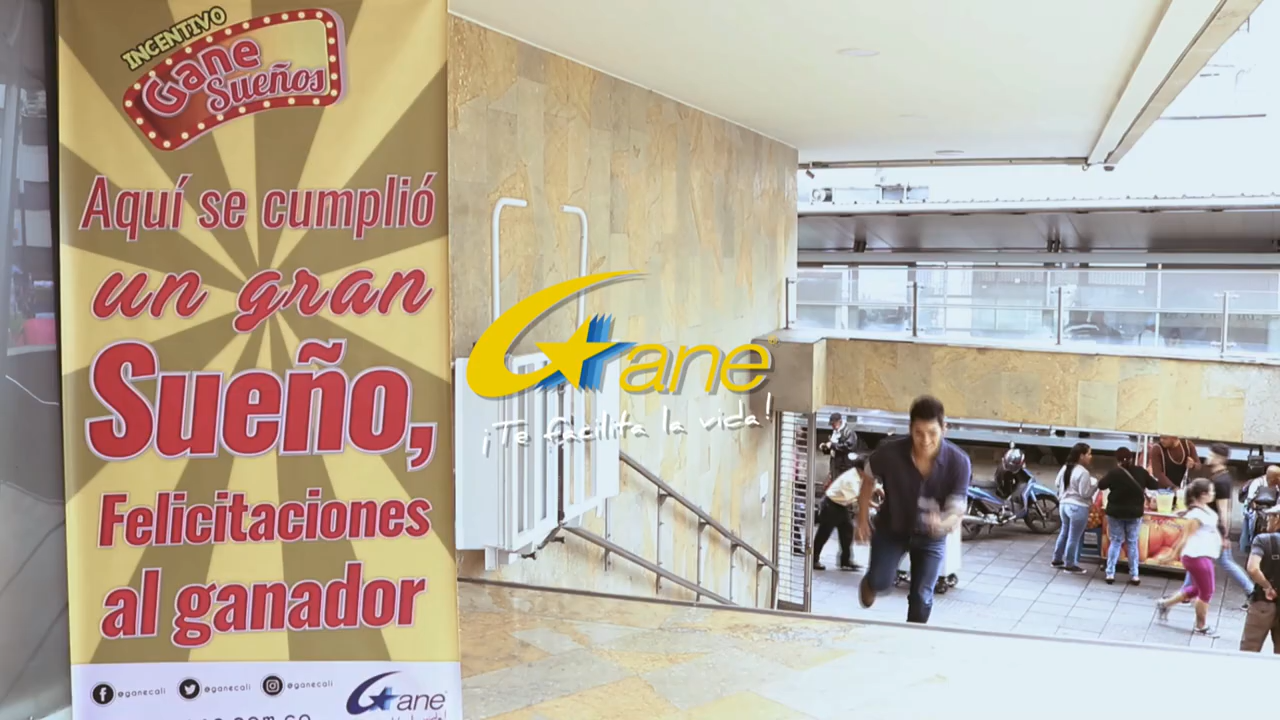 INCENTIVO
Gane
Sueños
Aquí se cumplió
un gran
Sueño,
Felicitaciones
al ganador
@ganecali @ganecali @ganecali
Gane
Gane
¡Te facilita la vida!